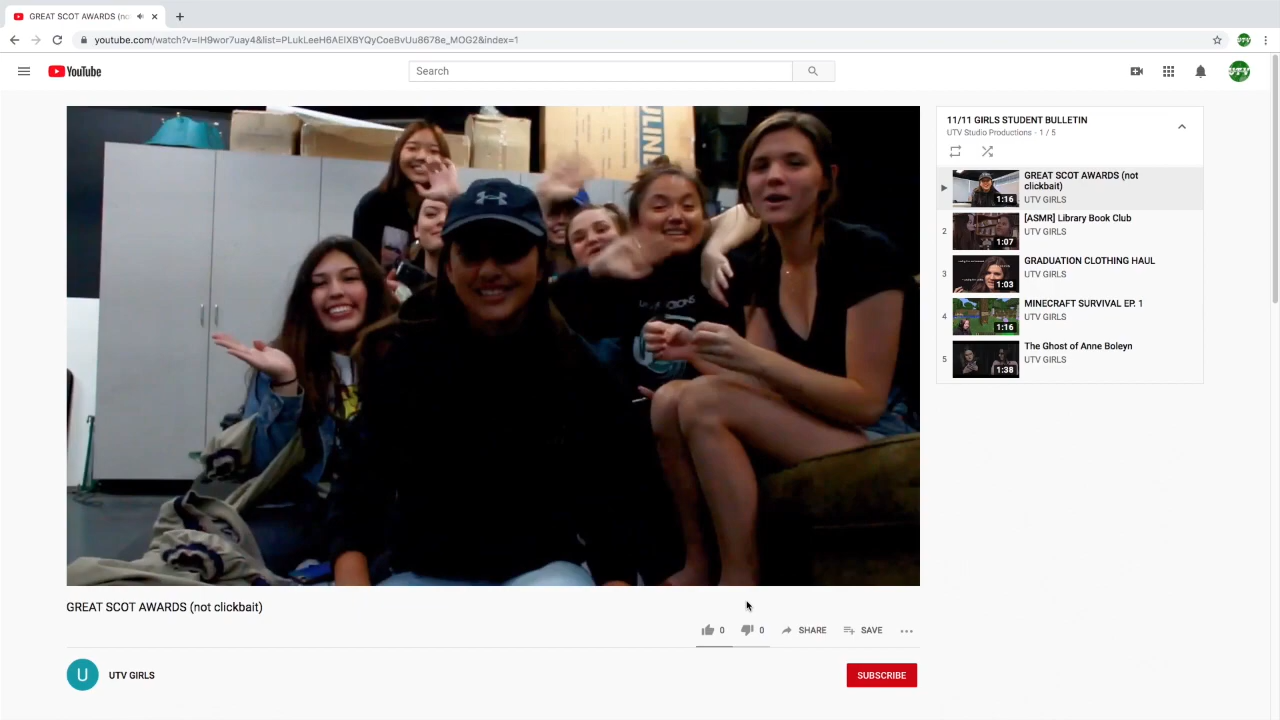 GREAT SCOT AWARDS (no
youtube.com/watch?v=IH9wor7uay4&list=PLukLeeH6AEIXBYQyCoeBvUu8678e_MOG2&index=1
UTV
YouTube
Search
UTV
GREAT SCOT AWARDS (not clickbait)
0
0
SHARE
SAVE
U
UTV GIRLS
SUBSCRIBE
11/11 GIRLS STUDENT BULLETIN
UTV Studio Productions - 1 / 5
1:16
GREAT SCOT AWARDS (not
clickbait)
UTV GIRLS
2
1:07
[ASMR] Library Book Club
UTV GIRLS
3
1:03
GRADUATION CLOTHING HAUL
UTV GIRLS
4
1:16
MINECRAFT SURVIVAL EP. 1
UTV GIRLS
5
1:38
The Ghost of Anne Boleyn
UTV GIRLS